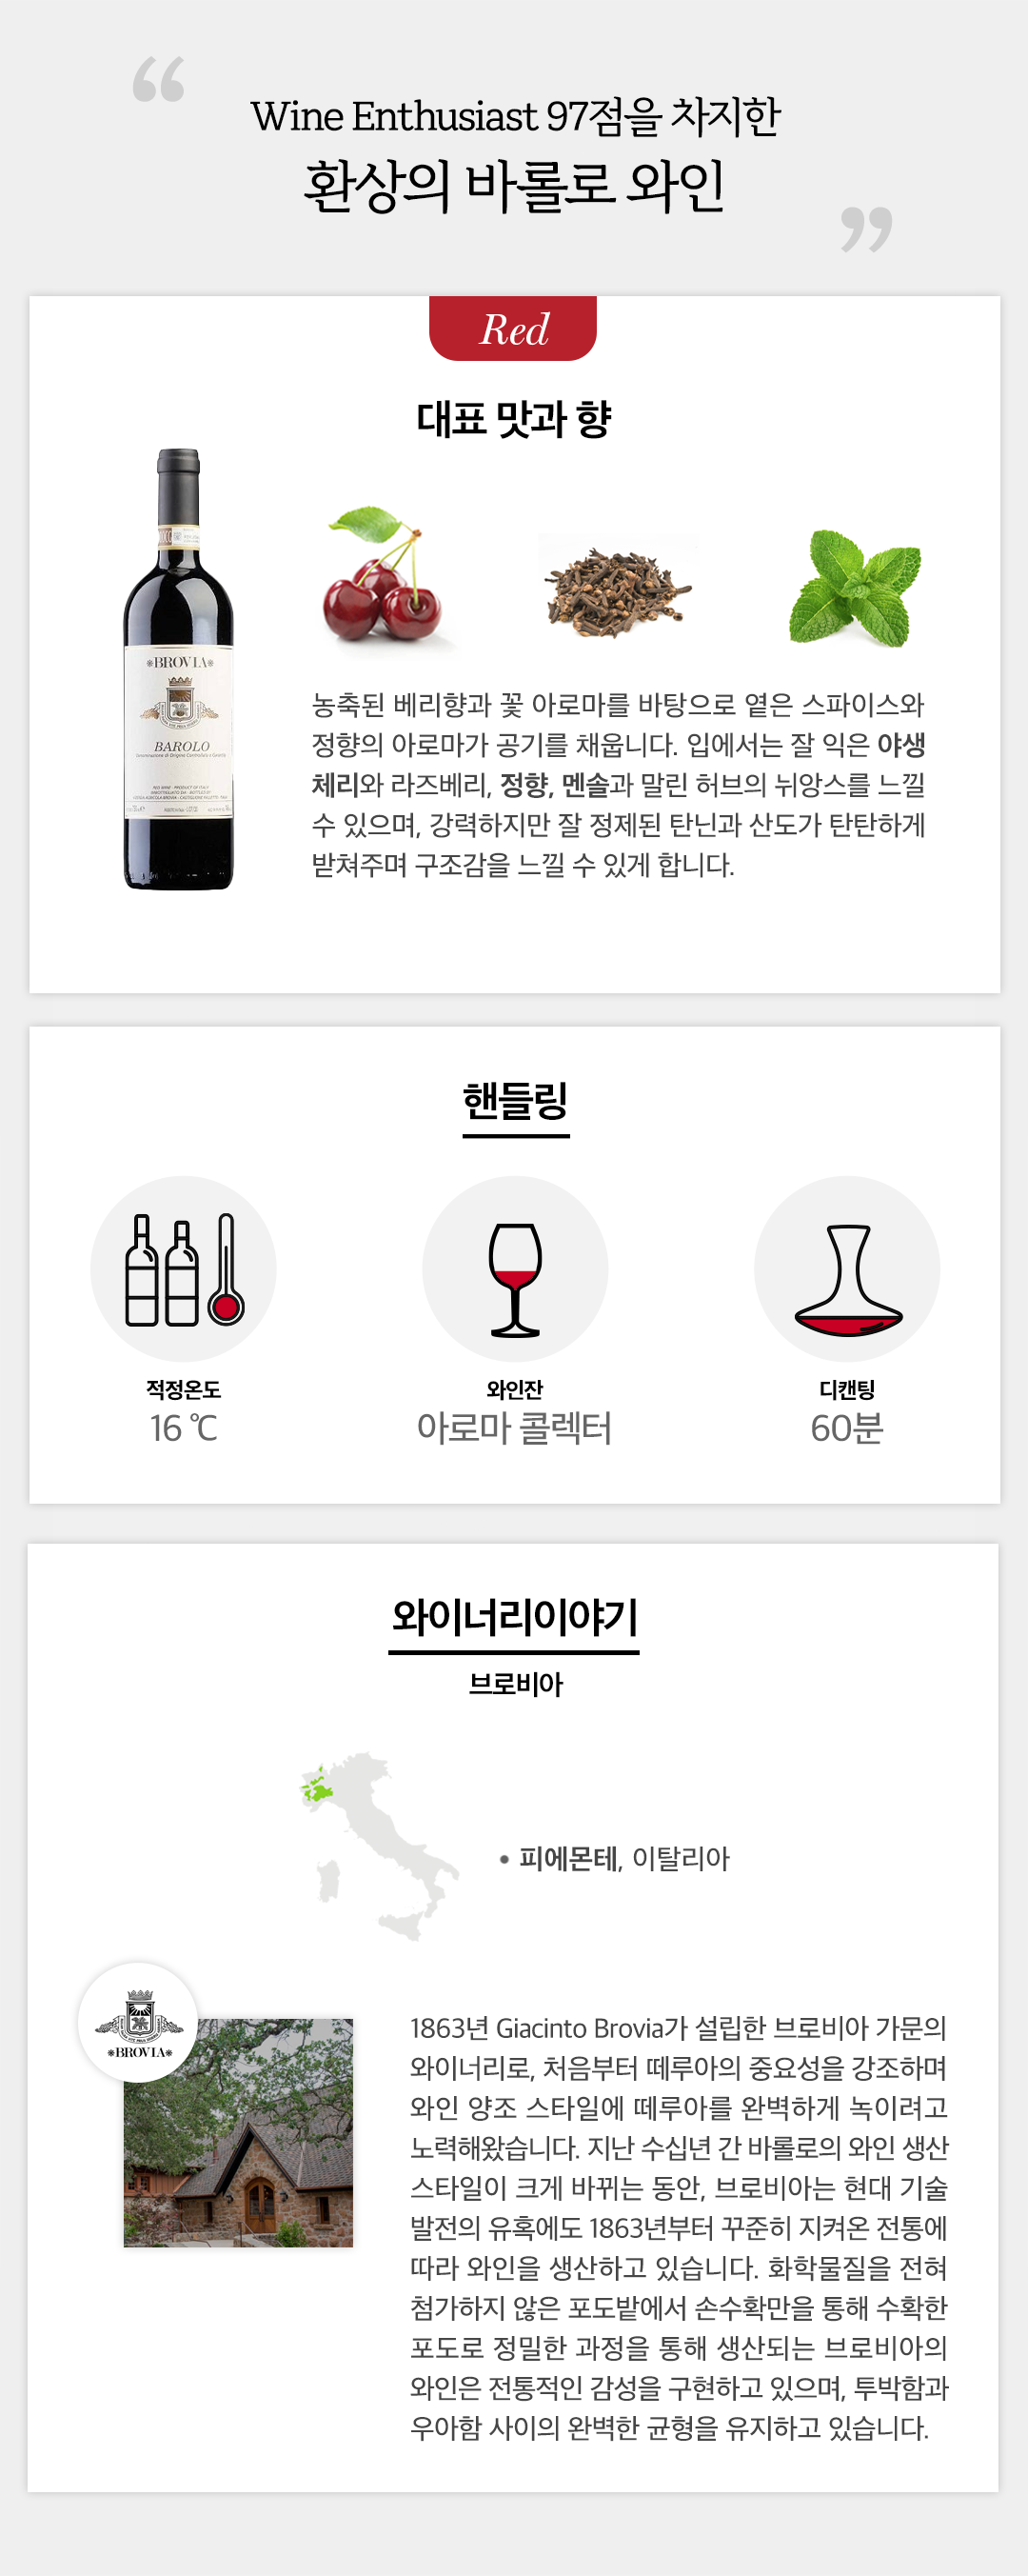 “
Wine Enthusiast 97점을 차지한
환상의 바롤로 와인
”
Red
대표 맛과 향
BROVIA
BAROLO
농축된 베리향과 꽃 아로마를 바탕으로 옅은 스파이스와
정향의 아로마가 공기를 채웁니다. 입에서는 잘 익은 야생
체리와 라즈베리, 정향, 멘솔과 말린 허브의 뉘앙스를 느낄
수 있으며, 강력하지만 잘 정제된 탄닌과 산도가 탄탄하게
받쳐주며 구조감을 느낄 수 있게 합니다.
핸들링
적정온도
16 ℃
와인잔
아로마 콜렉터
디캔팅
60분
와이너리이야기
브로비아
• 피에몬테, 이탈리아
BROVIA
1863년 Giacinto Brovia가 설립한 브로비아 가문의
와이너리로, 처음부터 떼루아의 중요성을 강조하며
와인 양조 스타일에 떼루아를 완벽하게 녹이려고
노력해왔습니다. 지난 수십년 간 바롤로의 와인 생산
스타일이 크게 바뀌는 동안, 브로비아는 현대 기술
발전의 유혹에도 1863년부터 꾸준히 지켜온 전통에
따라 와인을 생산하고 있습니다. 화학물질을 전혀
첨가하지 않은 포도밭에서 손수확만을 통해 수확한
포도로 정밀한 과정을 통해 생산되는 브로비아의
와인은 전통적인 감성을 구현하고 있으며, 투박함과
우아함 사이의 완벽한 균형을 유지하고 있습니다.